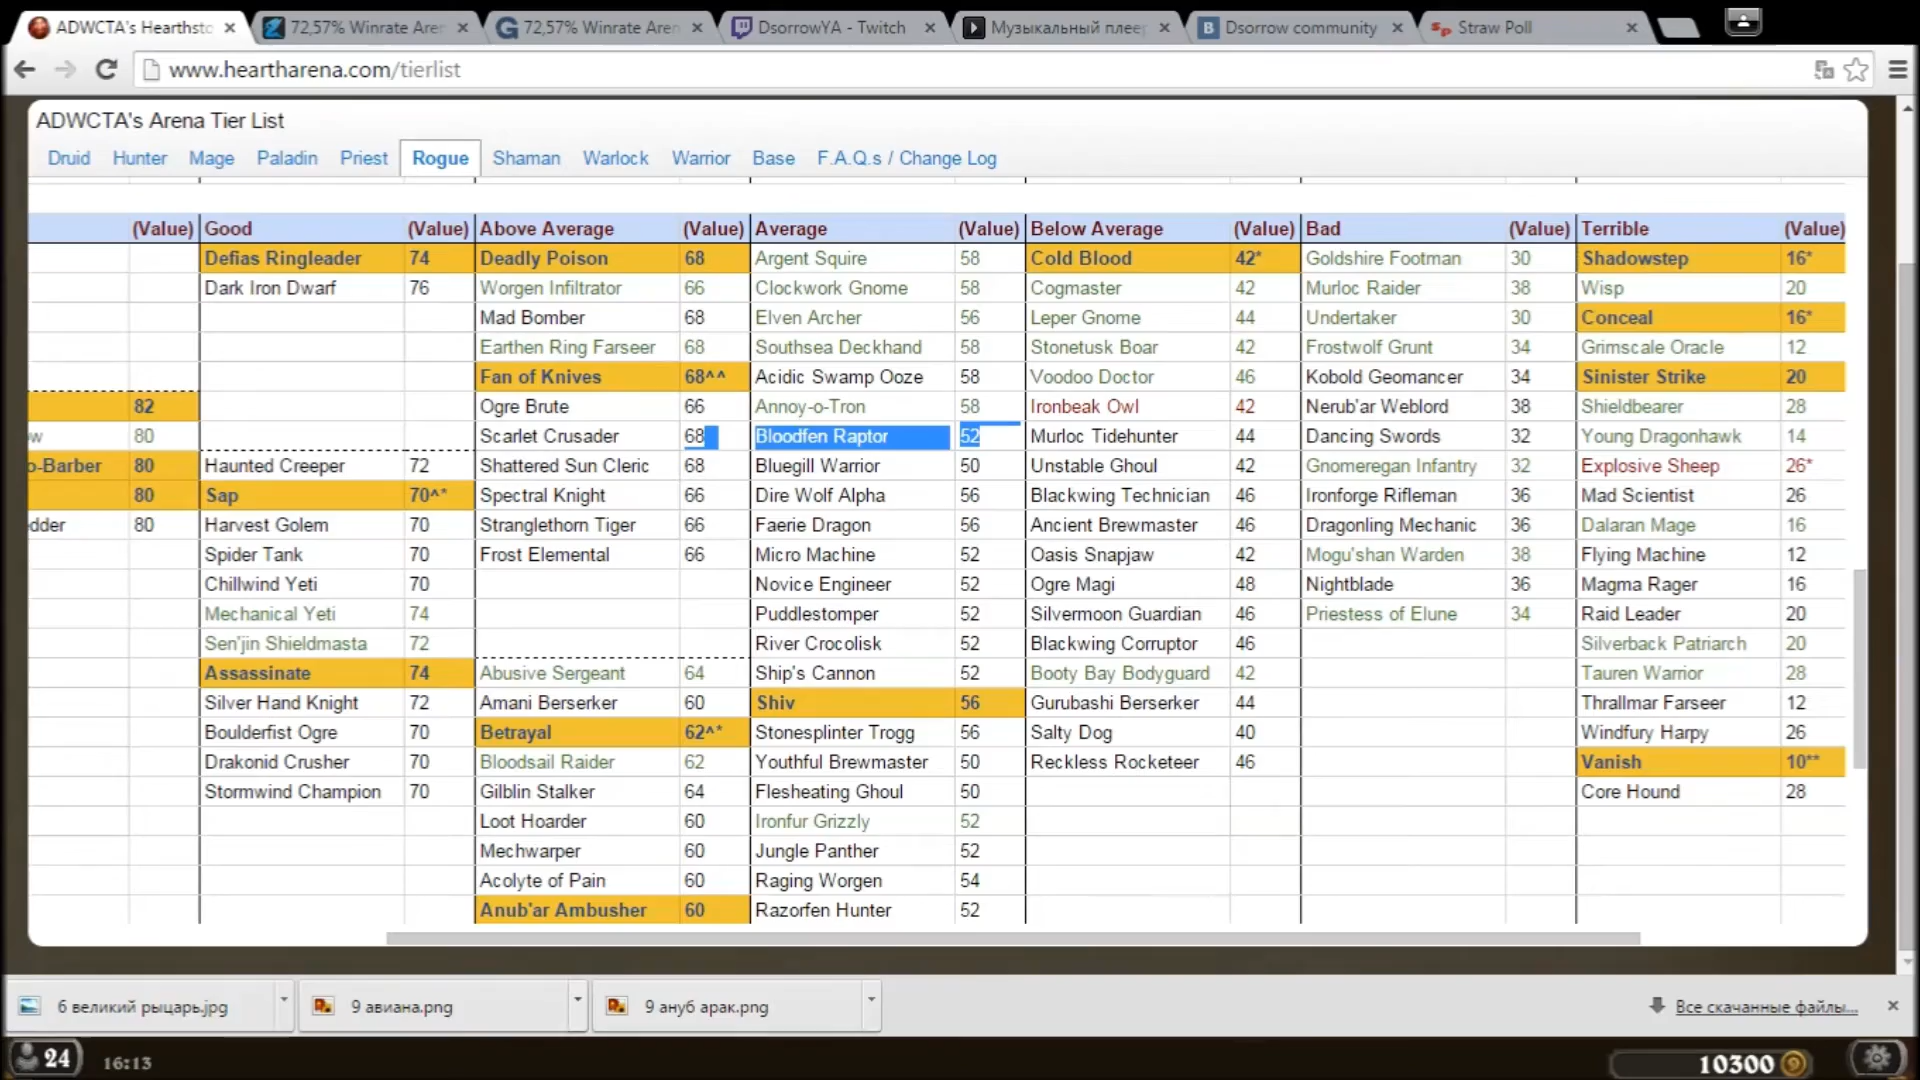 ADWCTA's Hearthsto
72,57% Winrate Aren
72,57% Winrate Aren
DsorrowYA - Twitch
Музыкальный плеер
Dsorrow community
Straw Poll
www.heartharena.com/tierlist
ADWCTA's Arena Tier List
Druid Hunter Mage Paladin Priest Rogue Shaman Warlock Warrior Base F.A.Q.s / Change Log
(Value) Good (Value) Above Average (Value) Average (Value) Below Average (Value) Bad (Value) Terrible (Value)
Defias Ringleader 74 Deadly Poison 68 Argent Squire 58 Cold Blood 42* Goldshire Footman 30 Shadowstep 16*
Dark Iron Dwarf 76 Worgen Infiltrator 66 Clockwork Gnome 58 Cogmaster 42 Murloc Raider 38 Wisp 20
Mad Bomber 68 Elven Archer 56 Leper Gnome 44 Undertaker 30 Conceal 16*
Earthen Ring Farseer 68 Southsea Deckhand 58 Stonetusk Boar 42 Frostwolf Grunt 34 Grimscale Oracle 12
Fan of Knives 68^^ Acidic Swamp Ooze 58 Voodoo Doctor 46 Kobold Geomancer 34 Sinister Strike 20
82 Ogre Brute 66 Annoy-o-Tron 58 Ironbeak Owl 42 Nerub'ar Weblord 38 Shieldbearer 28
w 80 Scarlet Crusader 68 Bloodfen Raptor 52 Murloc Tidehunter 44 Dancing Swords 32 Young Dragonhawk 14
o-Barber 80 Haunted Creeper 72 Shattered Sun Cleric 68 Bluegill Warrior 50 Unstable Ghoul 42 Gnomeregan Infantry 32 Explosive Sheep 26*
80 Sap 70^* Spectral Knight 66 Dire Wolf Alpha 56 Blackwing Technician 46 Ironforge Rifleman 36 Mad Scientist 26
dder 80 Harvest Golem 70 Stranglethorn Tiger 66 Faerie Dragon 56 Ancient Brewmaster 46 Dragonling Mechanic 36 Dalaran Mage 16
Spider Tank 70 Frost Elemental 66 Micro Machine 52 Oasis Snapjaw 42 Mogu'shan Warden 38 Flying Machine 12
Chillwind Yeti 70 Novice Engineer 52 Ogre Magi 48 Nightblade 36 Magma Rager 16
Mechanical Yeti 74 Puddlestomper 52 Silvermoon Guardian 46 Priestess of Elune 34 Raid Leader 20
Sen'jin Shieldmasta 72 River Crocolisk 52 Blackwing Corruptor 46 Silverback Patriarch 20
Assassinate 74 Abusive Sergeant 64 Ship's Cannon 52 Booty Bay Bodyguard 42 Tauren Warrior 28
Silver Hand Knight 72 Amani Berserker 60 Shiv 56 Gurubashi Berserker 44 Thrallmar Farseer 12
Boulderfist Ogre 70 Betrayal 62^* Stonesplinter Trogg 56 Salty Dog 40 Windfury Harpy 26
Drakonid Crusher 70 Bloodsail Raider 62 Youthful Brewmaster 50 Reckless Rocketeer 46 Vanish 10**
Stormwind Champion 70 Gilblin Stalker 64 Flesheating Ghoul 50 Core Hound 28
Loot Hoarder 60 Ironfur Grizzly 52
Mechwarper 60 Jungle Panther 52
Acolyte of Pain 60 Raging Worgen 54
Anub'ar Ambusher 60 Razorfen Hunter 52
6 великий рыцарь.jpg
9 авиана.png
9 ануб арак.png
Все скачанные файлы...
24 16:13 10300